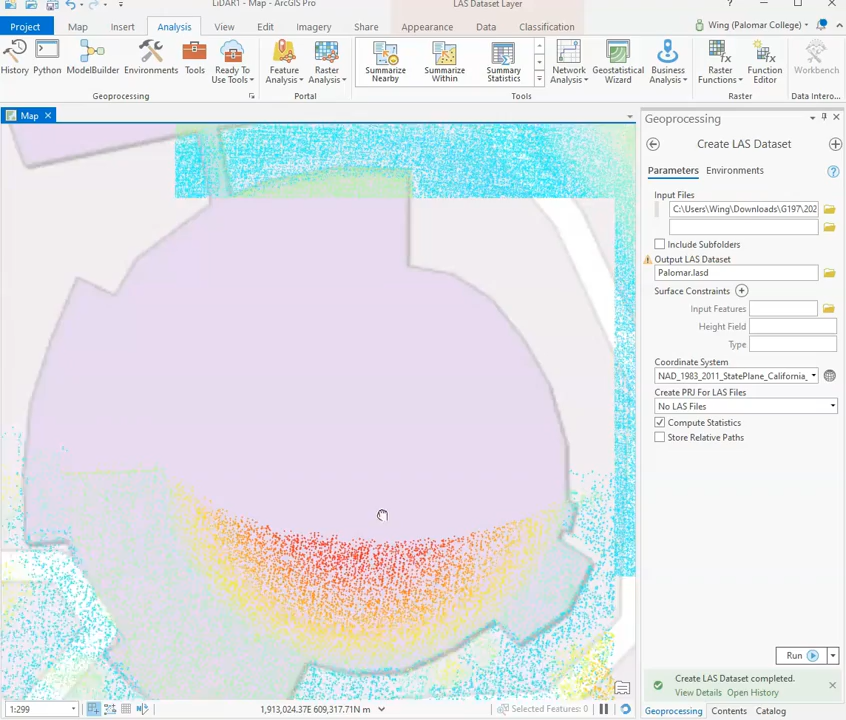 LiDAR1 - Map - ArcGIS Pro
LAS Dataset Layer
Project Map Insert Analysis View Edit Imagery Share Appearance Data Classification
Wing (Palomar College)
History Python ModelBuilder Environments Tools Ready To Use Tools
Feature Analysis Raster Analysis
Summarize Nearby Summarize Within Summary Statistics
Network Analysis Geostatistical Wizard Business Analysis
Raster Functions Function Editor Workbench
Geoprocessing Portal Tools Raster Data Intero...
Map
Geoprocessing
Create LAS Dataset
Parameters Environments
Input Files
C:\Users\Wing\Downloads\G197\202
Include Subfolders
Output LAS Dataset
Palomar.lasd
Surface Constraints
Input Features
Height Field
Type
Coordinate System
NAD_1983_2011_StatePlane_California_
Create PRJ For LAS Files
No LAS Files
Compute Statistics
Store Relative Paths
Run
Create LAS Dataset completed.
View Details Open History
1:299
1,913,024.37E 609,317.71N m
Selected Features: 0
Geoprocessing Contents Catalog